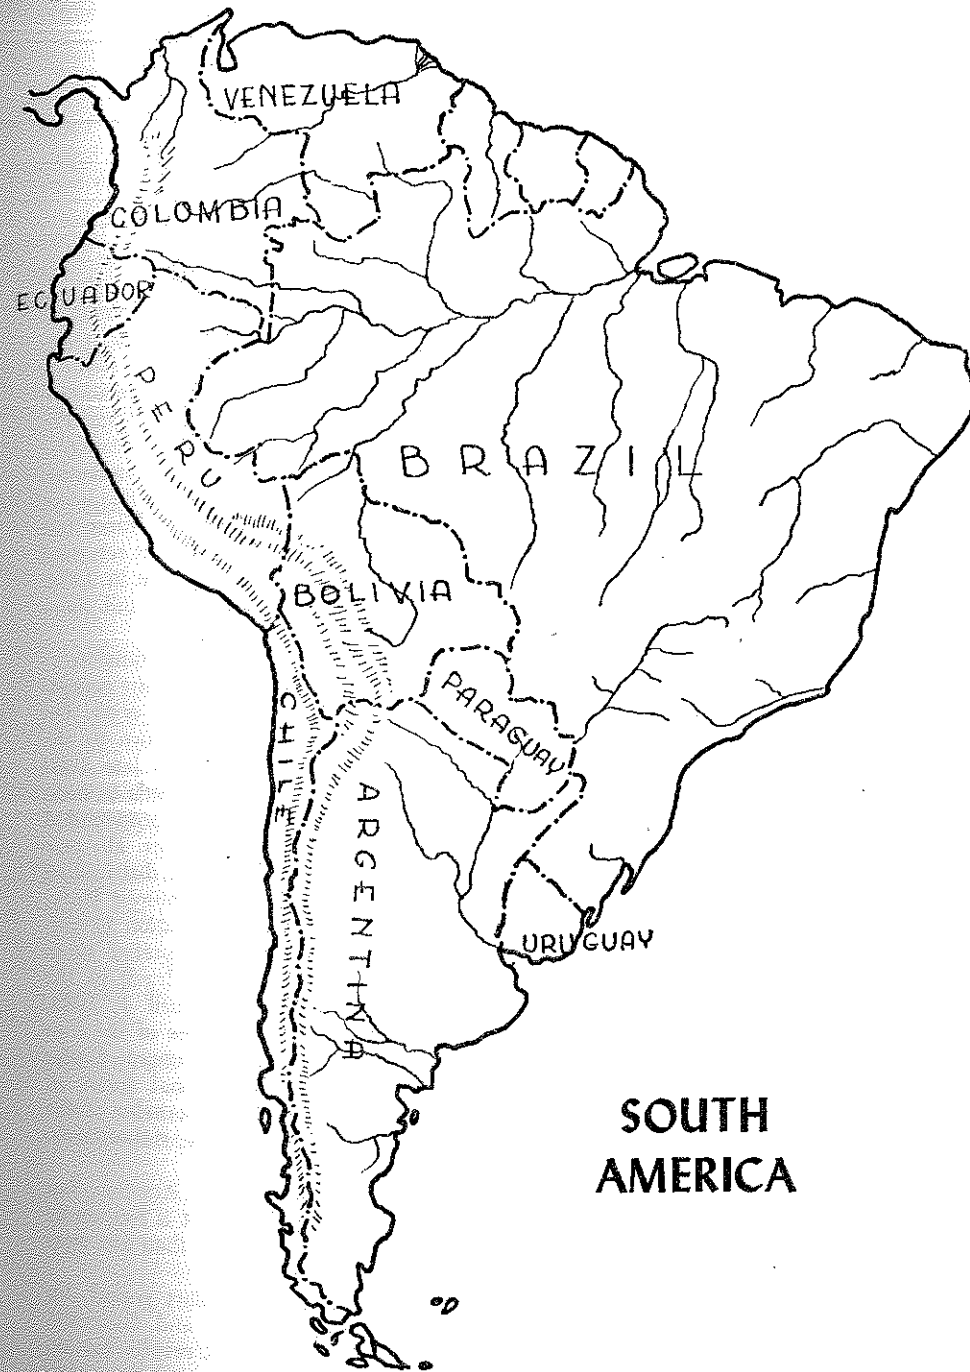 VENEZUELA
COLOMBIA
ECUADOR
PERU
BRAZIL
BOLIVIA
PARAGUAY
CHILE
ARGENTINA
URUGUAY
SOUTH
AMERICA